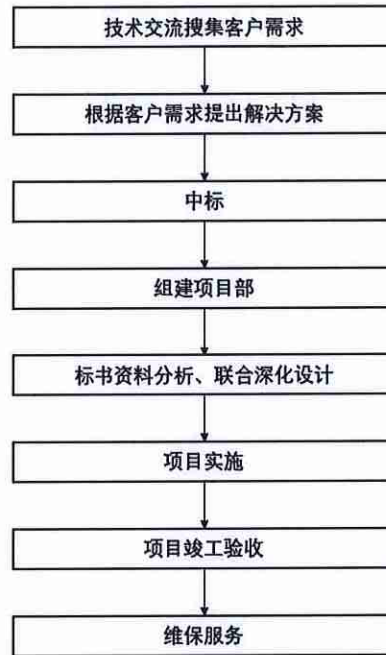 技术交流搜集客户需求
根据客户需求提出解决方案
中标
组建项目部
标书资料分析、联合深化设计
项目实施
项目竣工验收
维保服务